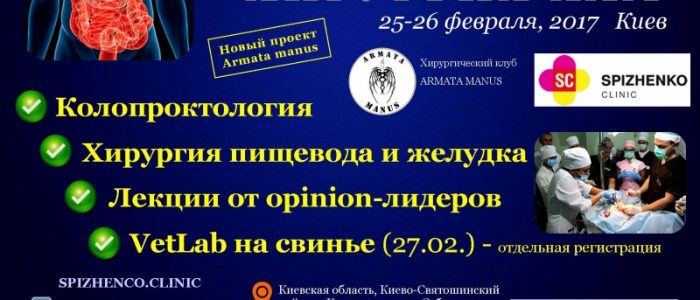 25-26 февраля, 2017 Киев
Новый проект
Armata manus
ARMATA
MANUS
Хирургический клуб
ARMATA MANUS
SC
SPIZHENKO
CLINIC
Колопроктология
Хирургия пищевода и желудка
Лекции от opinion-лидеров
VetLab на свинье (27.02.) - отдельная регистрация
SPIZHENCO.CLINIC
Киевская область, Киево-Святошинский